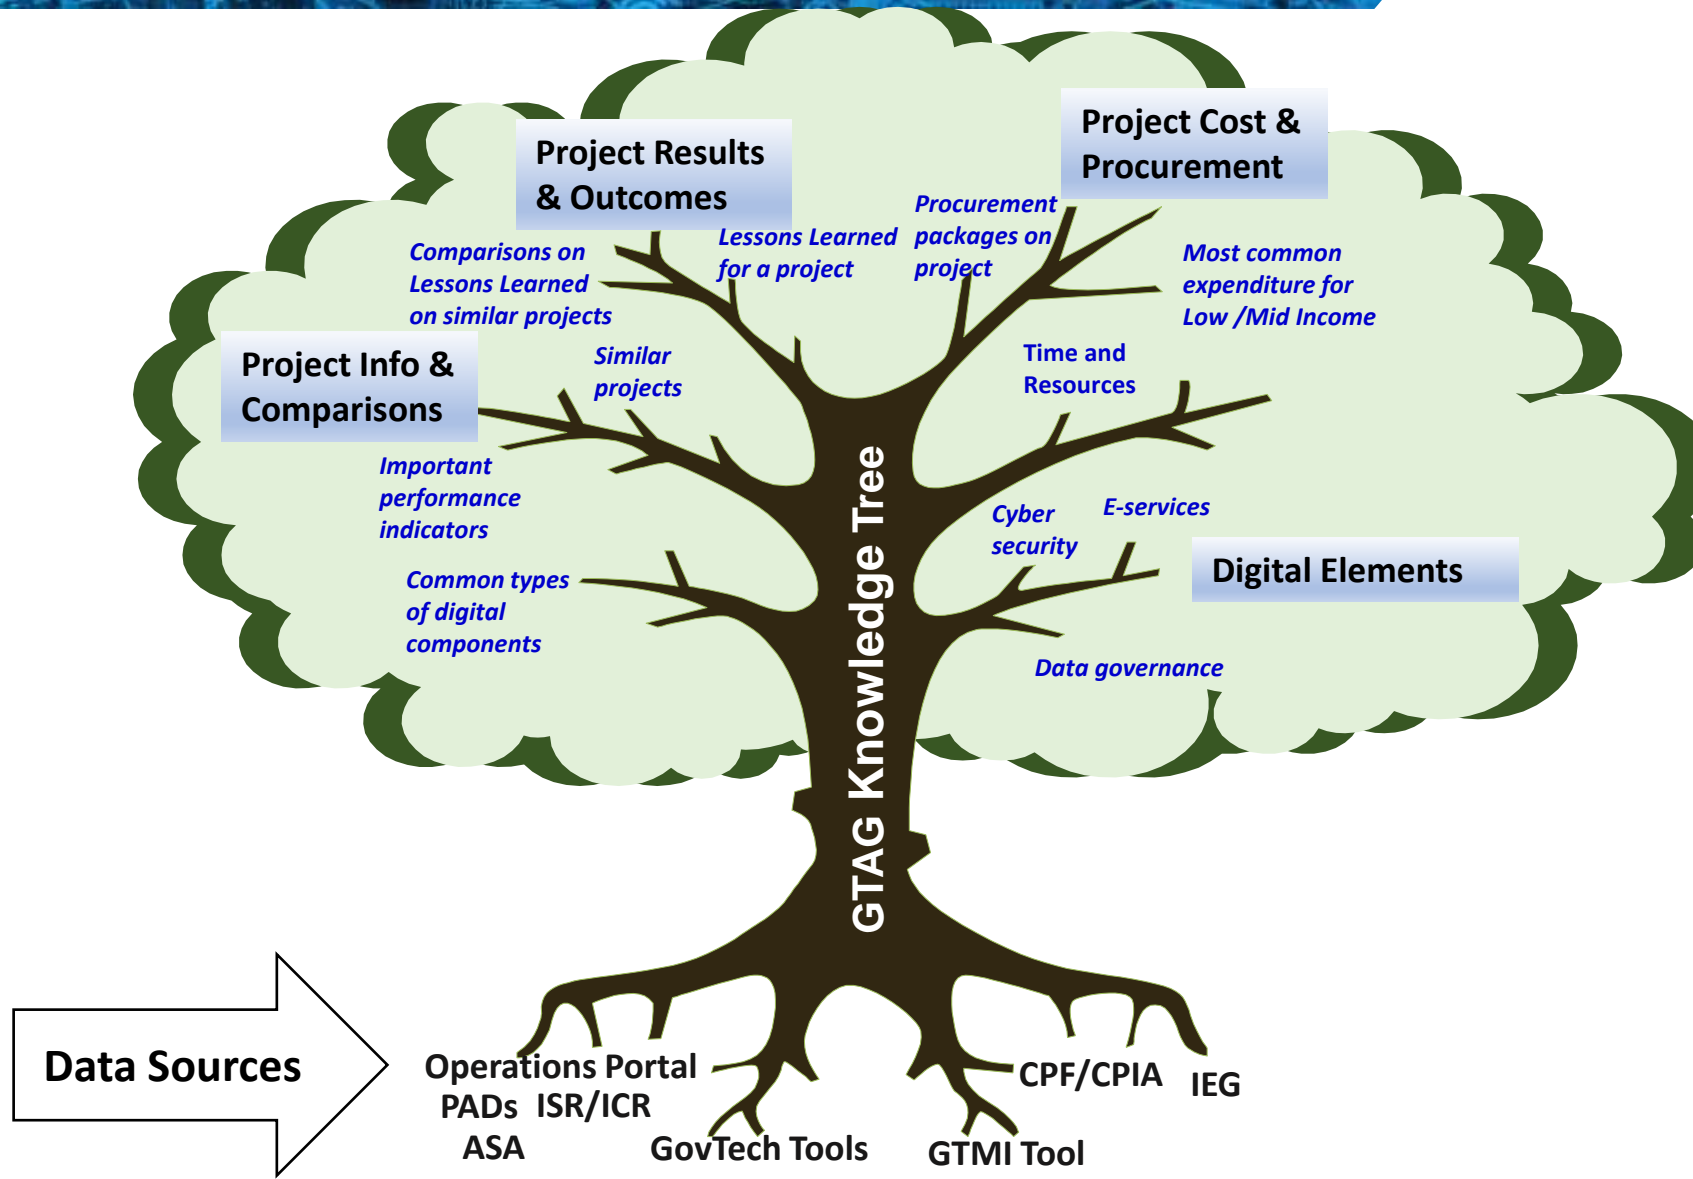 Project Cost &
Procurement
Project Results
& Outcomes
Procurement
packages on
project
Lessons Learned
for a project
Comparisons on
Lessons Learned
on similar projects
Most common
expenditure for
Low /Mid Income
Project Info &
Comparisons
Similar
projects
Time and
Resources
Important
performance
indicators
Cyber
security
E-services
Digital Elements
Common types
of digital
components
Data governance
GTAG Knowledge Tree
Data Sources
Operations Portal
PADs ISR/ICR
ASA
GovTech Tools
GTMI Tool
CPF/CPIA
IEG